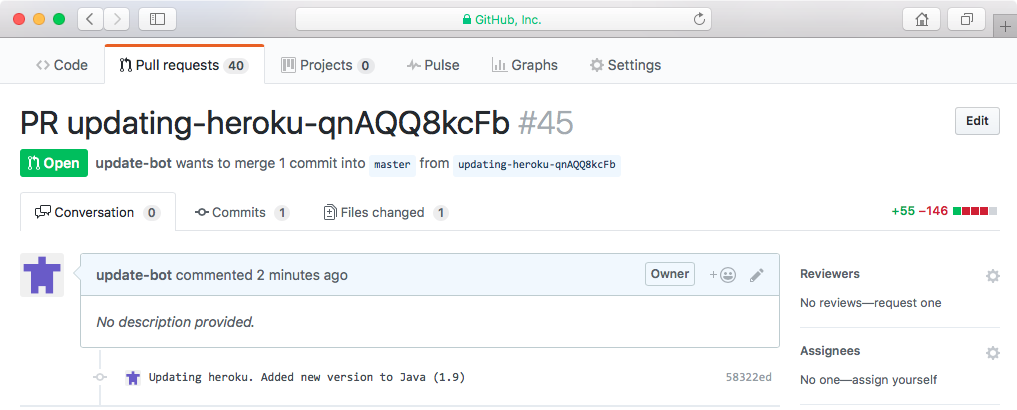 GitHub, Inc.
Code Pull requests 40 Projects 0 Pulse Graphs Settings
PR updating-heroku-qnAQQ8kcFb #45 Edit
Open update-bot wants to merge 1 commit into master from updating-heroku-qnAQQ8kcFb
Conversation 0 Commits 1 Files changed 1 +55 −146
update-bot commented 2 minutes ago Owner
Reviewers
No reviews—request one
No description provided.
Assignees
No one—assign yourself
Updating heroku. Added new version to Java (1.9) 58322ed